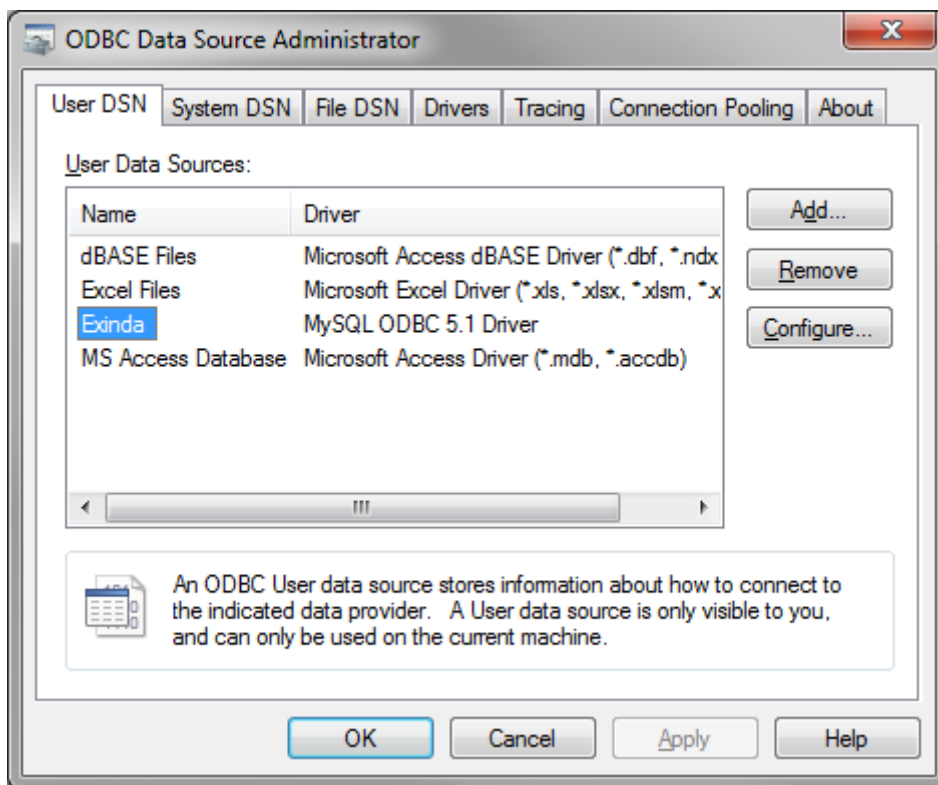 ODBC Data Source Administrator
User DSN System DSN File DSN Drivers Tracing Connection Pooling About
User Data Sources:
Name Driver
dBASE Files Microsoft Access dBASE Driver (*.dbf, *.ndx
Excel Files Microsoft Excel Driver (*.xls, *.xlsx, *.xlsm, *.x
Exinda MySQL ODBC 5.1 Driver
MS Access Database Microsoft Access Driver (*.mdb, *.accdb)
Add...
Remove
Configure...
An ODBC User data source stores information about how to connect to
the indicated data provider. A User data source is only visible to you,
and can only be used on the current machine.
OK Cancel Apply Help